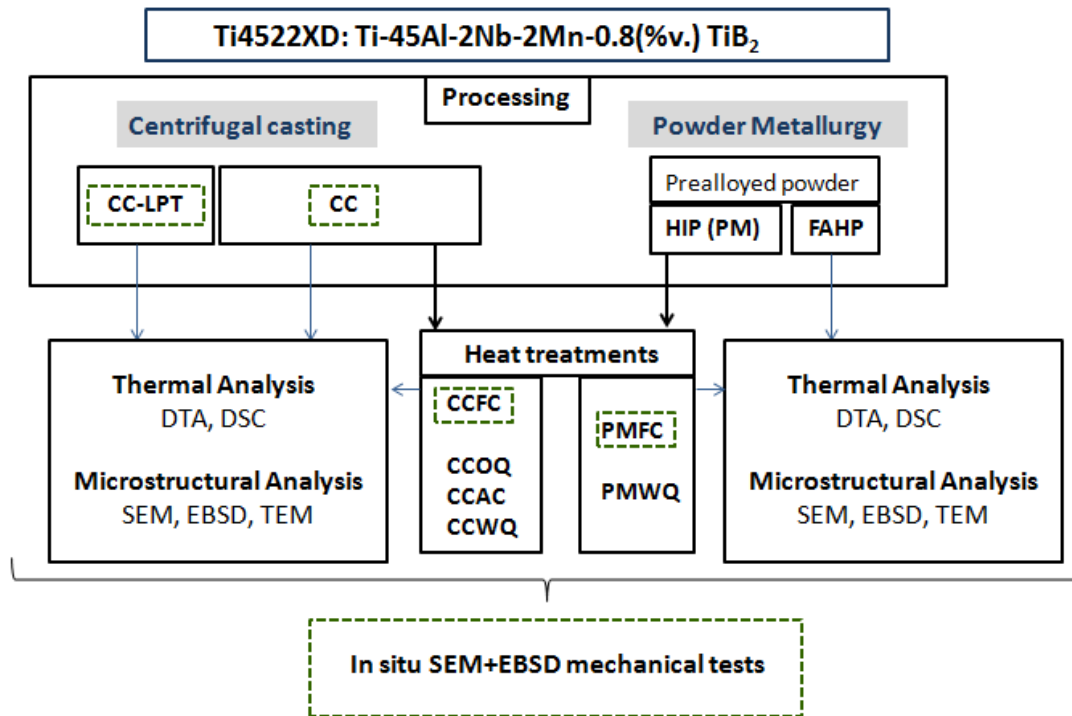 Ti4522XD: Ti-45Al-2Nb-2Mn-0.8(%v.) TiB₂
Processing
Centrifugal casting
Powder Metallurgy
CC-LPT
CC
Prealloyed powder
HIP (PM)
FAHP
Heat treatments
Thermal Analysis
DTA, DSC
Microstructural Analysis
SEM, EBSD, TEM
CCFC
CCOQ
CCAC
CCWQ
PMFC
PMWQ
Thermal Analysis
DTA, DSC
Microstructural Analysis
SEM, EBSD, TEM
In situ SEM+EBSD mechanical tests